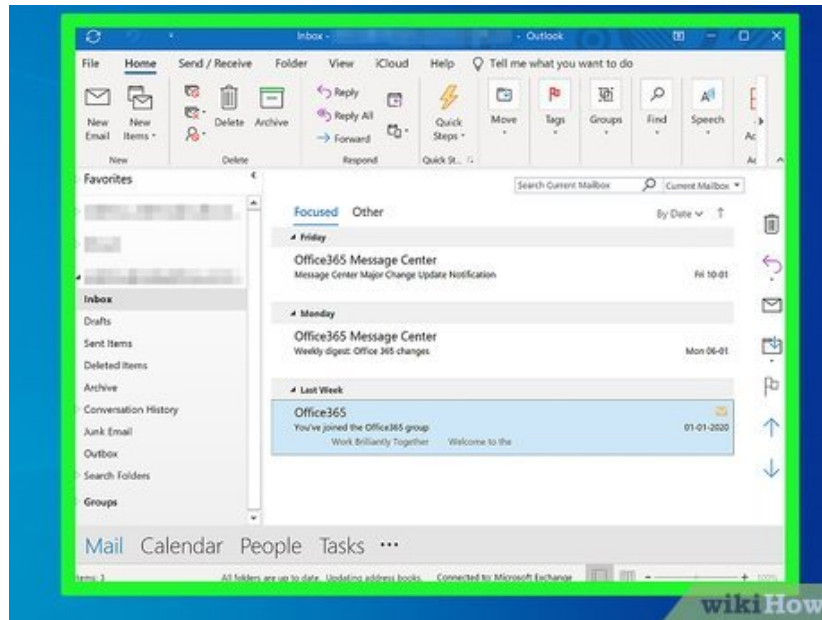 Inbox - - Outlook
File Home Send / Receive Folder View iCloud Help Tell me what you want to do
New Email
New Items
Delete
Archive
Reply
Reply All
Forward
Quick Steps
Move
Tags
Groups
Find
Speech
New
Delete
Respond
Quick St...
Favorites
Search Current Mailbox
Current Mailbox
Focused Other
By Date
Friday
Office365 Message Center
Message Center Major Change Update Notification
Fri 10-01
Monday
Office365 Message Center
Weekly digest: Office 365 changes
Mon 06-01
Last Week
Office365
You've joined the Office365 group
01-01-2020
Work Brilliantly Together Welcome to the
Inbox
Drafts
Sent Items
Deleted Items
Archive
Conversation History
Junk Email
Outbox
Search Folders
Groups
Mail Calendar People Tasks
Items: 3
All folders are up to date. Updating address books. Connected to: Microsoft Exchange
100%
wikiHow